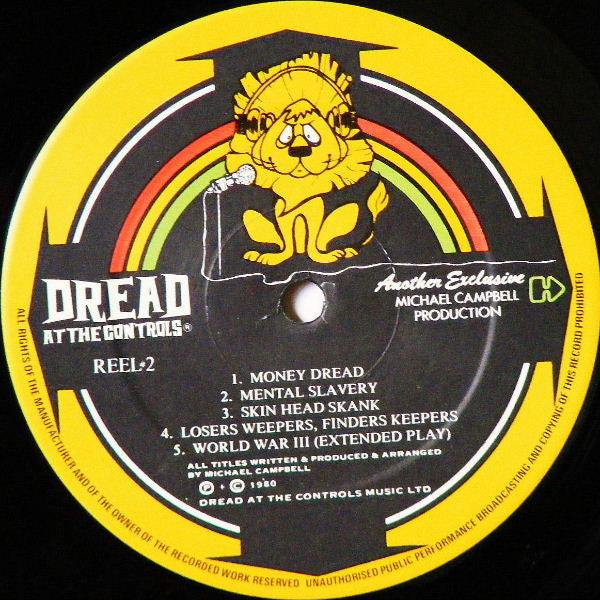 DREAD
AT THE CONTROLS®
REEL•2
Another Exclusive
MICHAEL CAMPBELL
PRODUCTION
1. MONEY DREAD
2. MENTAL SLAVERY
3. SKIN HEAD SKANK
4. LOSERS WEEPERS, FINDERS KEEPERS
5. WORLD WAR III (EXTENDED PLAY)
ALL TITLES WRITTEN & PRODUCED & ARRANGED
BY MICHAEL CAMPBELL
Ⓟ + © 1980
DREAD AT THE CONTROLS MUSIC LTD
ALL RIGHTS OF THE MANUFACTURER AND OF THE OWNER OF THE RECORDED WORK RESERVED UNAUTHORISED PUBLIC PERFORMANCE BROADCASTING AND COPYING OF THIS RECORD PROHIBITED